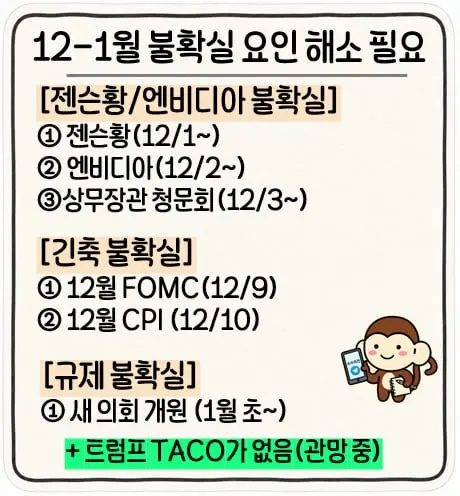 12-1월 불확실 요인 해소 필요
[젠슨황/엔비디아 불확실]
① 젠슨황(12/1~)
② 엔비디아(12/2~)
③상무장관 청문회(12/3~)
[긴축 불확실]
① 12월 FOMC(12/9)
② 12월 CPI (12/10)
[규제 불확실]
① 새 의회 개원 (1월 초~)
+ 트럼프 TACO가 없음(관망 중)